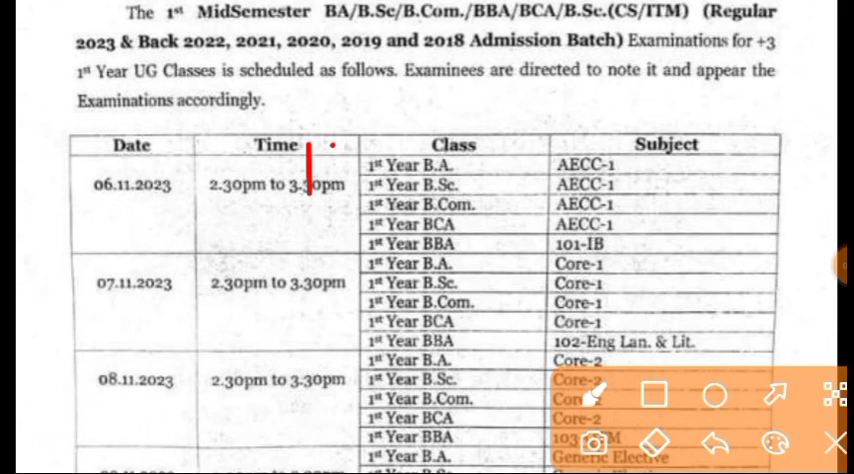 The 1st MidSemester BA/B.Sc/B.Com./BBA/BCA/B.Sc.(CS/ITM) (Regular
2023 & Back 2022, 2021, 2020, 2019 and 2018 Admission Batch) Examinations for +3
1st Year UG Classes is scheduled as follows. Examinees are directed to note it and appear the
Examinations accordingly.
Date Time Class Subject
1st Year B.A. AECC-1
06.11.2023 2.30pm to 3.30pm 1st Year B.Sc. AECC-1
1st Year B.Com. AECC-1
1st Year BCA AECC-1
1st Year BBA 101-IB
1st Year B.A. Core-1
07.11.2023 2.30pm to 3.30pm 1st Year B.Sc. Core-1
1st Year B.Com. Core-1
1st Year BCA Core-1
1st Year BBA 102-Eng Lan. & Lit.
1st Year B.A. Core-2
08.11.2023 2.30pm to 3.30pm 1st Year B.Sc. Core-2
1st Year B.Com.
1st Year BCA Core-2
1st Year BBA
1st Year B.A. Generic Elective